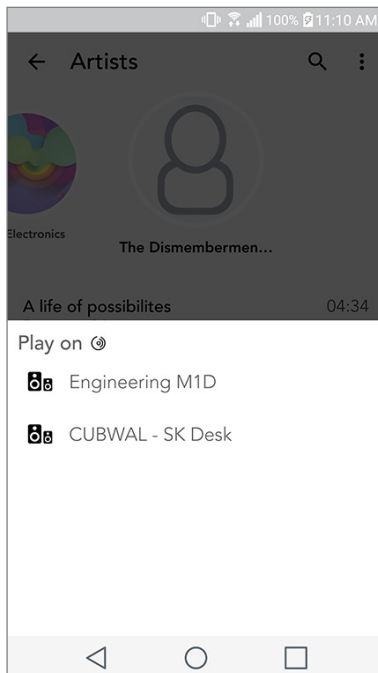 100% 11:10 AM
Artists
Electronics
The Dismembermen...
A life of possibilites 04:34
Play on
Engineering M1D
CUBWAL - SK Desk